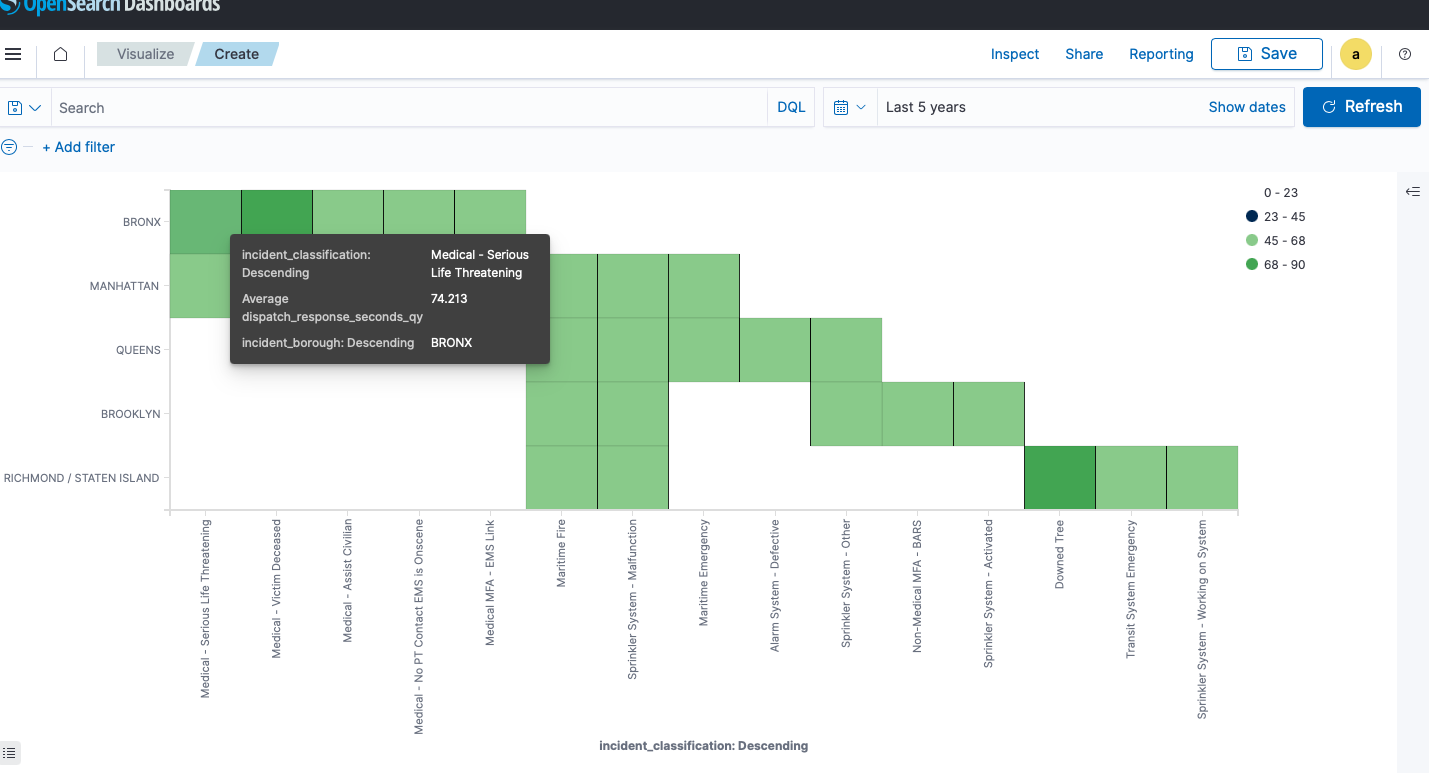 OpenSearch Dashboards
Visualize
Create
Inspect
Share
Reporting
Save
a
Search
DQL
Last 5 years
Show dates
Refresh
+ Add filter
BRONX
MANHATTAN
QUEENS
BROOKLYN
RICHMOND / STATEN ISLAND
incident_classification: Medical - Serious
Descending Life Threatening
Average 74.213
dispatch_response_seconds_qy
incident_borough: Descending BRONX
0 - 23
23 - 45
45 - 68
68 - 90
Medical - Serious Life Threatening
Medical - Victim Deceased
Medical - Assist Civilian
Medical - No PT Contact EMS is Onscene
Medical MFA - EMS Link
Maritime Fire
Sprinkler System - Malfunction
Maritime Emergency
Alarm System - Defective
Sprinkler System - Other
Non-Medical MFA - BARS
Sprinkler System - Activated
Downed Tree
Transit System Emergency
Sprinkler System - Working on System
incident_classification: Descending